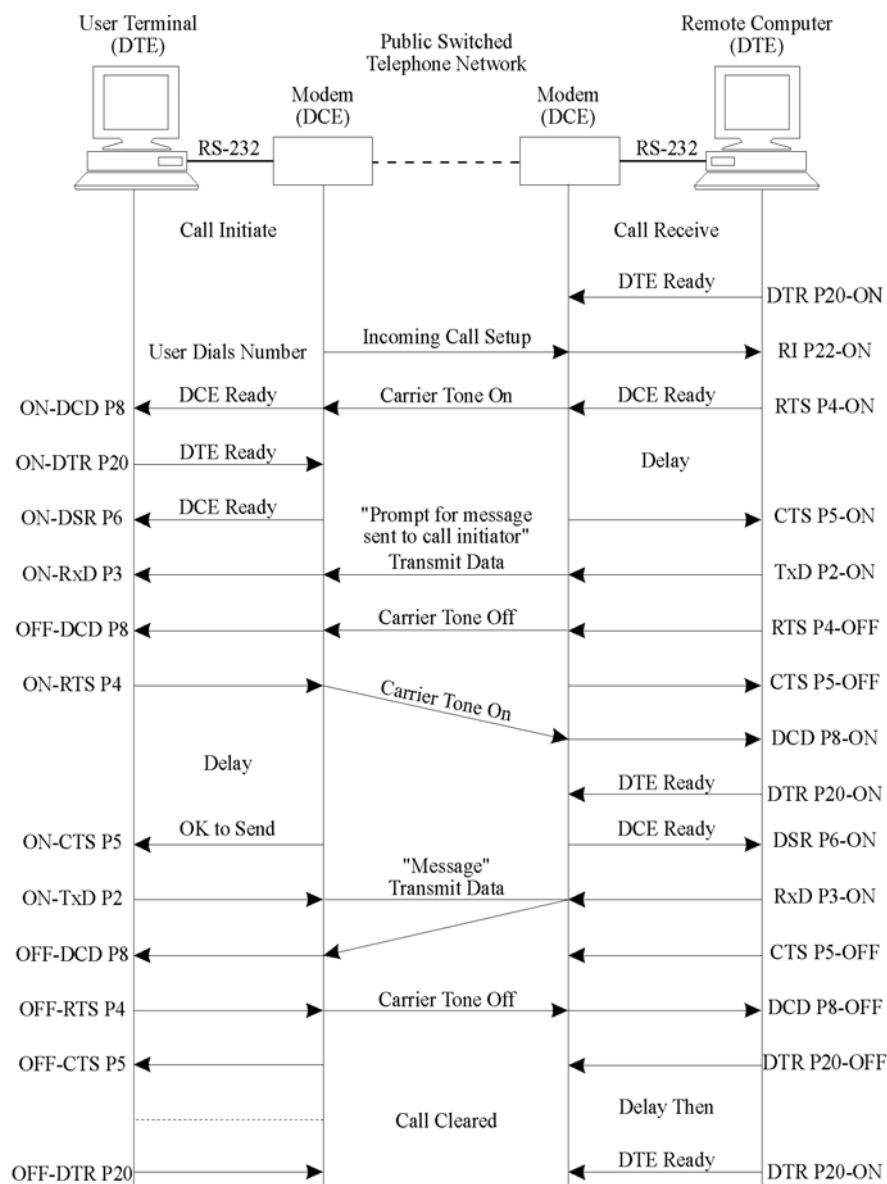 User Terminal
(DTE)
Public Switched
Telephone Network
Remote Computer
(DTE)
Modem
(DCE)
Modem
(DCE)
RS-232
RS-232
Call Initiate
Call Receive
DTE Ready
DTR P20-ON
User Dials Number
Incoming Call Setup
RI P22-ON
ON-DCD P8
DCE Ready
Carrier Tone On
DCE Ready
RTS P4-ON
ON-DTR P20
DTE Ready
Delay
ON-DSR P6
DCE Ready
"Prompt for message
sent to call initiator"
CTS P5-ON
ON-RxD P3
Transmit Data
TxD P2-ON
OFF-DCD P8
Carrier Tone Off
RTS P4-OFF
ON-RTS P4
Carrier Tone On
CTS P5-OFF
DCD P8-ON
Delay
DTE Ready
DTR P20-ON
ON-CTS P5
OK to Send
DCE Ready
DSR P6-ON
ON-TxD P2
"Message"
Transmit Data
RxD P3-ON
OFF-DCD P8
CTS P5-OFF
OFF-RTS P4
Carrier Tone Off
DCD P8-OFF
OFF-CTS P5
DTR P20-OFF
Call Cleared
Delay Then
OFF-DTR P20
DTE Ready
DTR P20-ON